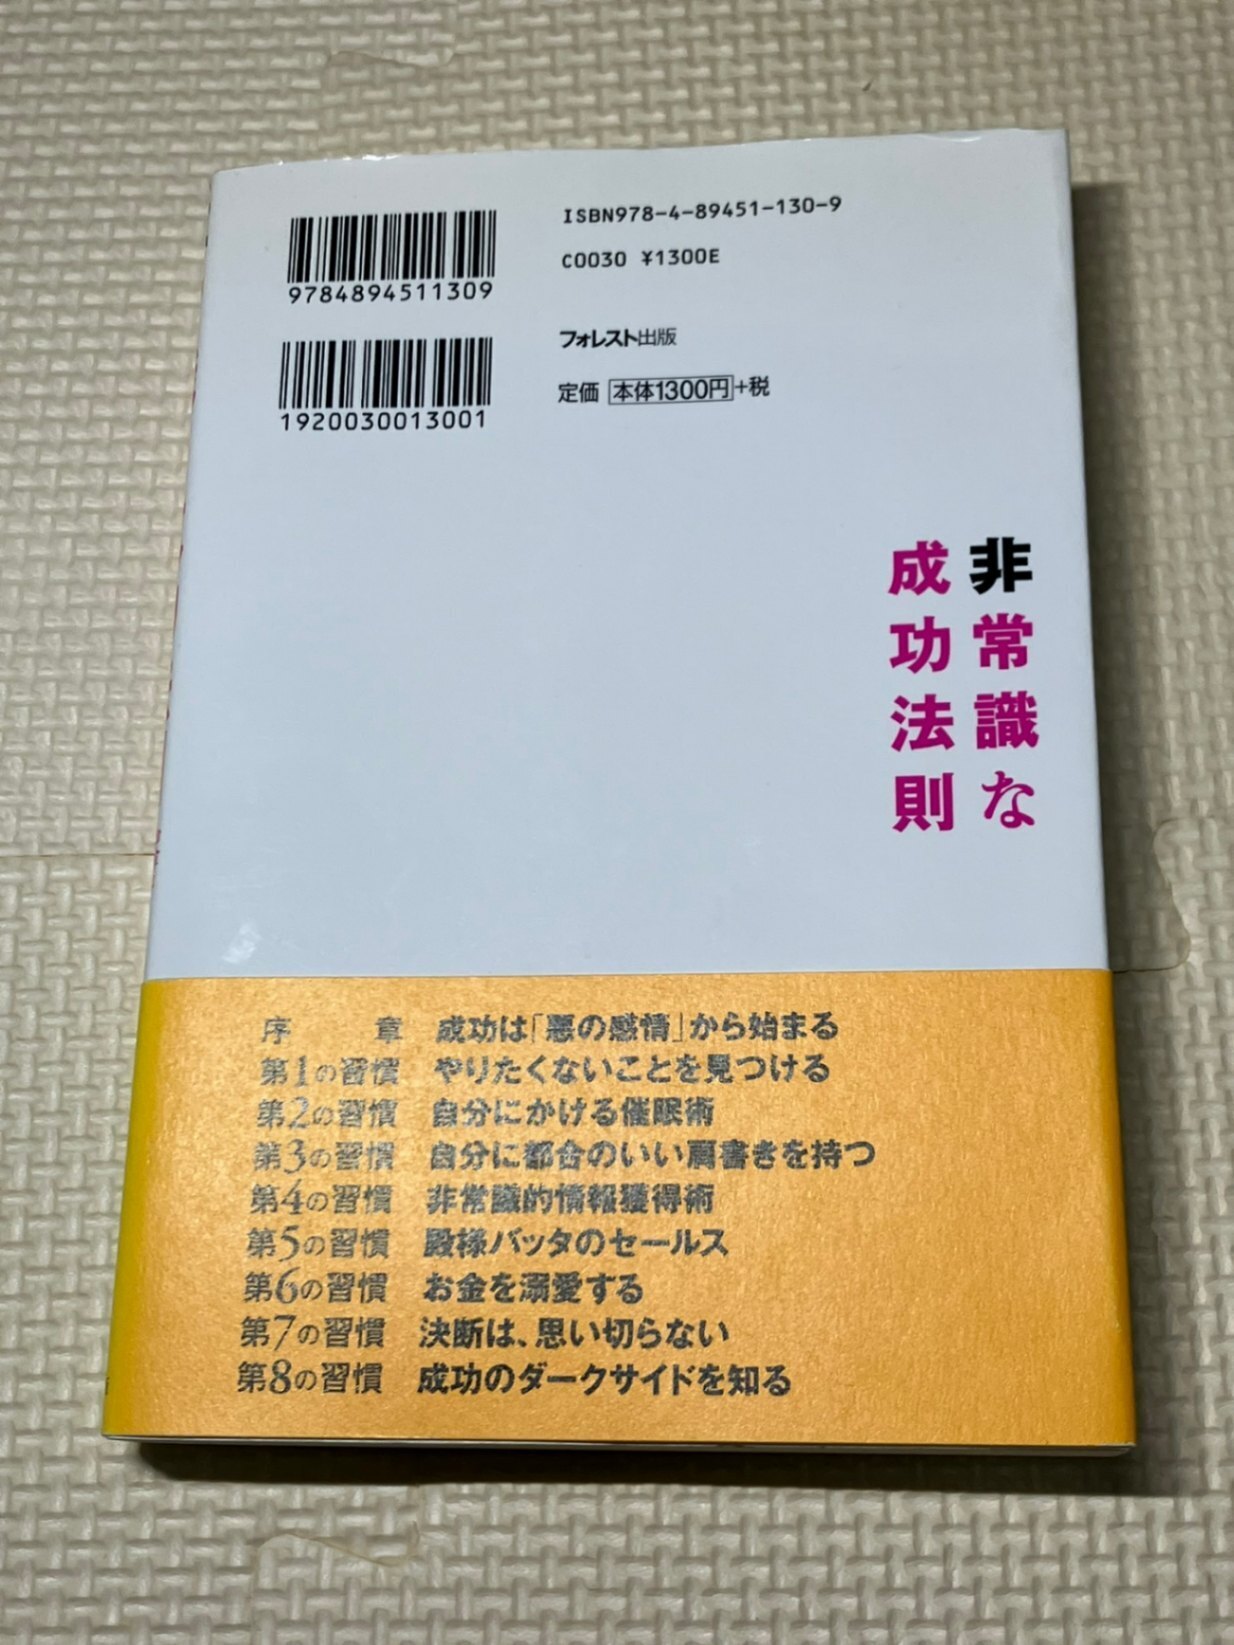 9784894511309
1920030013001
ISBN978-4-89451-130-9
C0030 ¥1300E
フォレスト出版
定価 本体1300円+税
非常識な
成功法則
序章 成功は「悪の感情」から始まる
第1の習慣 やりたくないことを見つける
第2の習慣 自分にかける催眠術
第3の習慣 自分に都合のいい肩書きを持つ
第4の習慣 非常識的情報獲得術
第5の習慣 殿様バッタのセールス
第6の習慣 お金を溺愛する
第7の習慣 決断は、思い切らない
第8の習慣 成功のダークサイドを知る